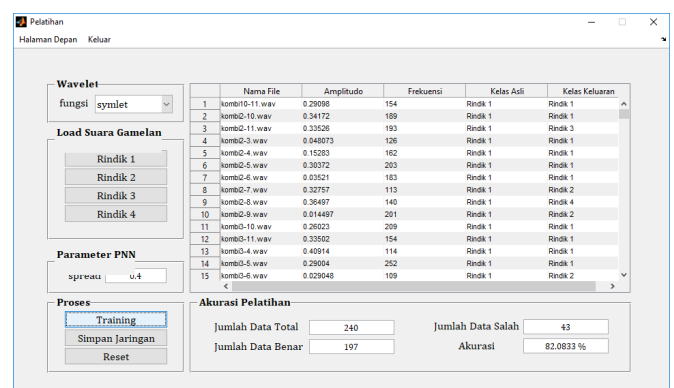 Pelatihan
Halaman Depan Keluar
Wavelet
fungsi symlet
Load Suara Gamelan
Rindik 1
Rindik 2
Rindik 3
Rindik 4
Parameter PNN
spread 0.4
Proses
Training
Simpan Jaringan
Reset
Nama File Amplitudo Frekuensi Kelas Asli Kelas Keluaran
1 kombi10-11.wav 0.29098 154 Rindik 1 Rindik 1
2 kombi2-10.wav 0.34172 189 Rindik 1 Rindik 1
3 kombi2-11.wav 0.33526 193 Rindik 1 Rindik 3
4 kombi2-3.wav 0.048073 126 Rindik 1 Rindik 1
5 kombi2-4.wav 0.15283 162 Rindik 1 Rindik 1
6 kombi2-5.wav 0.30372 203 Rindik 1 Rindik 1
7 kombi2-6.wav 0.03521 183 Rindik 1 Rindik 1
8 kombi2-7.wav 0.32757 113 Rindik 1 Rindik 2
9 kombi2-8.wav 0.36497 140 Rindik 1 Rindik 4
10 kombi2-9.wav 0.014497 201 Rindik 1 Rindik 2
11 kombi3-10.wav 0.26023 209 Rindik 1 Rindik 1
12 kombi3-11.wav 0.33502 154 Rindik 1 Rindik 1
13 kombi3-4.wav 0.40914 114 Rindik 1 Rindik 1
14 kombi3-5.wav 0.29004 252 Rindik 1 Rindik 1
15 kombi3-6.wav 0.029048 109 Rindik 1 Rindik 2
Akurasi Pelatihan
Jumlah Data Total 240 Jumlah Data Salah 43
Jumlah Data Benar 197 Akurasi 82.0833 %